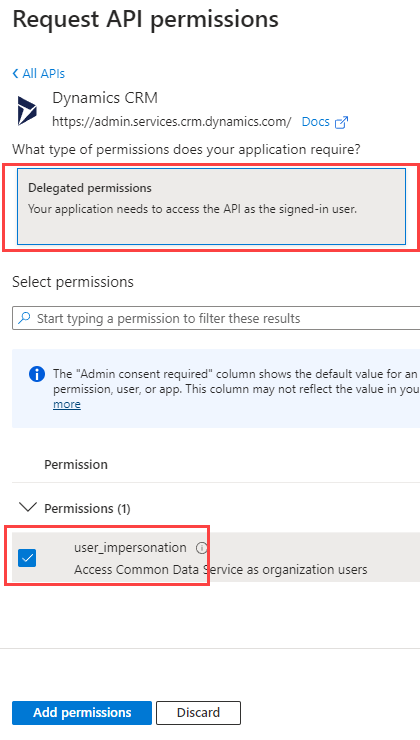 Request API permissions
All APIs
Dynamics CRM
https://admin.services.crm.dynamics.com/ Docs
What type of permissions does your application require?
Delegated permissions
Your application needs to access the API as the signed-in user.
Select permissions
Start typing a permission to filter these results
The "Admin consent required" column shows the default value for an
permission, user, or app. This column may not reflect the value in you
more
Permission
Permissions (1)
user_impersonation
Access Common Data Service as organization users
Add permissions Discard